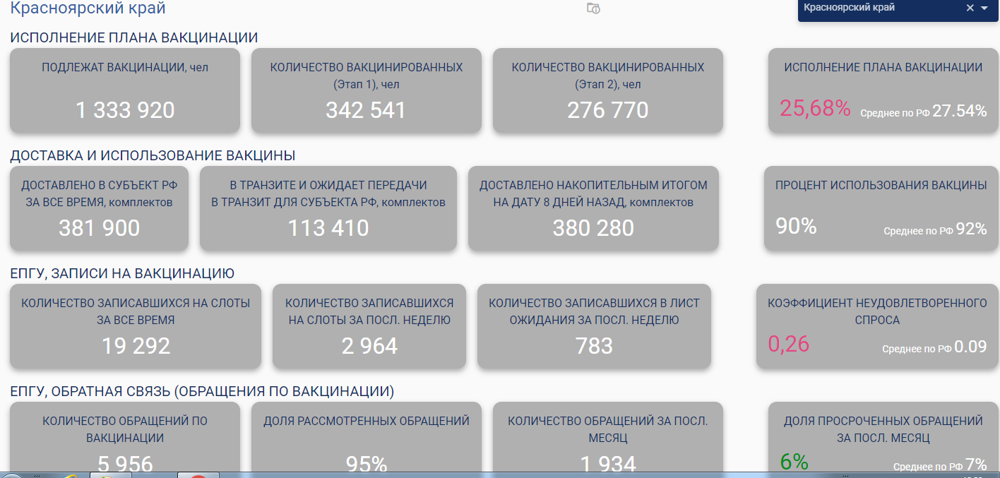 Красноярский край
Красноярский край
ИСПОЛНЕНИЕ ПЛАНА ВАКЦИНАЦИИ
ПОДЛЕЖАТ ВАКЦИНАЦИИ, чел
1 333 920
КОЛИЧЕСТВО ВАКЦИНИРОВАННЫХ
(Этап 1), чел
342 541
КОЛИЧЕСТВО ВАКЦИНИРОВАННЫХ
(Этап 2), чел
276 770
ИСПОЛНЕНИЕ ПЛАНА ВАКЦИНАЦИИ
25,68% Среднее по РФ 27.54%
ДОСТАВКА И ИСПОЛЬЗОВАНИЕ ВАКЦИНЫ
ДОСТАВЛЕНО В СУБЪЕКТ РФ
ЗА ВСЕ ВРЕМЯ, комплектов
381 900
В ТРАНЗИТЕ И ОЖИДАЕТ ПЕРЕДАЧИ
В ТРАНЗИТ ДЛЯ СУБЪЕКТА РФ, комплектов
113 410
ДОСТАВЛЕНО НАКОПИТЕЛЬНЫМ ИТОГОМ
НА ДАТУ 8 ДНЕЙ НАЗАД, комплектов
380 280
ПРОЦЕНТ ИСПОЛЬЗОВАНИЯ ВАКЦИНЫ
90% Среднее по РФ 92%
ЕПГУ, ЗАПИСИ НА ВАКЦИНАЦИЮ
КОЛИЧЕСТВО ЗАПИСАВШИХСЯ НА СЛОТЫ
ЗА ВСЕ ВРЕМЯ
19 292
КОЛИЧЕСТВО ЗАПИСАВШИХСЯ
НА СЛОТЫ ЗА ПОСЛ. НЕДЕЛЮ
2 964
КОЛИЧЕСТВО ЗАПИСАВШИХСЯ В ЛИСТ
ОЖИДАНИЯ ЗА ПОСЛ. НЕДЕЛЮ
783
КОЭФФИЦИЕНТ НЕУДОВЛЕТВОРЕННОГО
СПРОСА
0,26 Среднее по РФ 0.09
ЕПГУ, ОБРАТНАЯ СВЯЗЬ (ОБРАЩЕНИЯ ПО ВАКЦИНАЦИИ)
КОЛИЧЕСТВО ОБРАЩЕНИЙ ПО
ВАКЦИНАЦИИ
5 956
ДОЛЯ РАССМОТРЕННЫХ ОБРАЩЕНИЙ
95%
КОЛИЧЕСТВО ОБРАЩЕНИЙ ЗА ПОСЛ.
МЕСЯЦ
1 934
ДОЛЯ ПРОСРОЧЕННЫХ ОБРАЩЕНИЙ
ЗА ПОСЛ. МЕСЯЦ
6% Среднее по РФ 7%